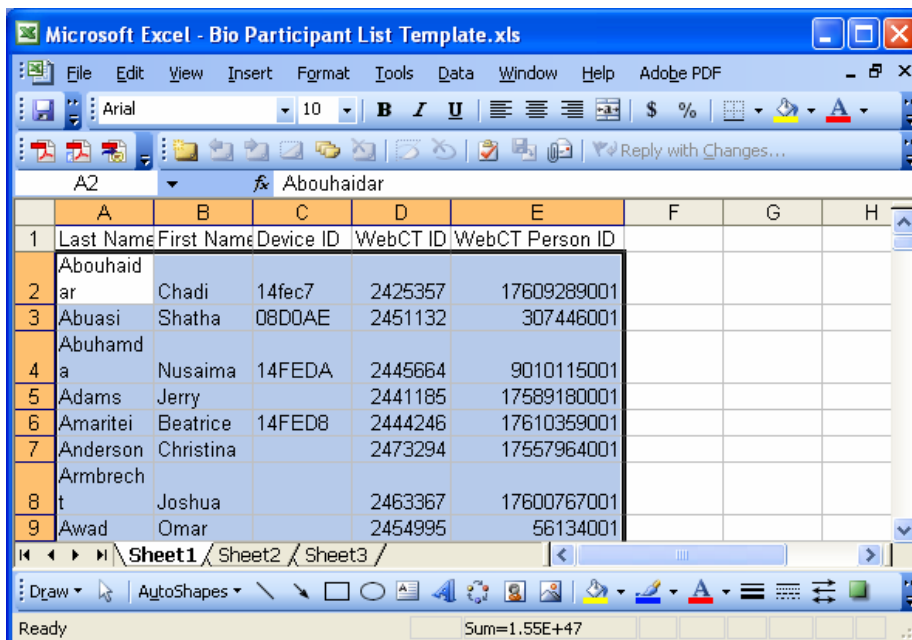 Microsoft Excel - Bio Participant List Template.xls
File Edit View Insert Format Tools Data Window Help Adobe PDF
Arial 10 B I U $ % A
Reply with Changes...
A2 fx Abouhaidar
A B C D E F G H
1 Last Name First Name Device ID WebCT ID WebCT Person ID
Abouhaid
2 ar Chadi 14fec7 2425357 17609289001
3 Abuasi Shatha 08D0AE 2451132 307446001
Abuhamd
4 a Nusaima 14FEDA 2445664 9010115001
5 Adams Jerry 2441185 17589180001
6 Amaritei Beatrice 14FED8 2444246 17610359001
7 Anderson Christina 2473294 17557964001
Armbrech
8 t Joshua 2463367 17600767001
9 Awad Omar 2454995 56134001
Sheet1 Sheet2 Sheet3
Draw AutoShapes A A
Ready Sum=1.55E+47